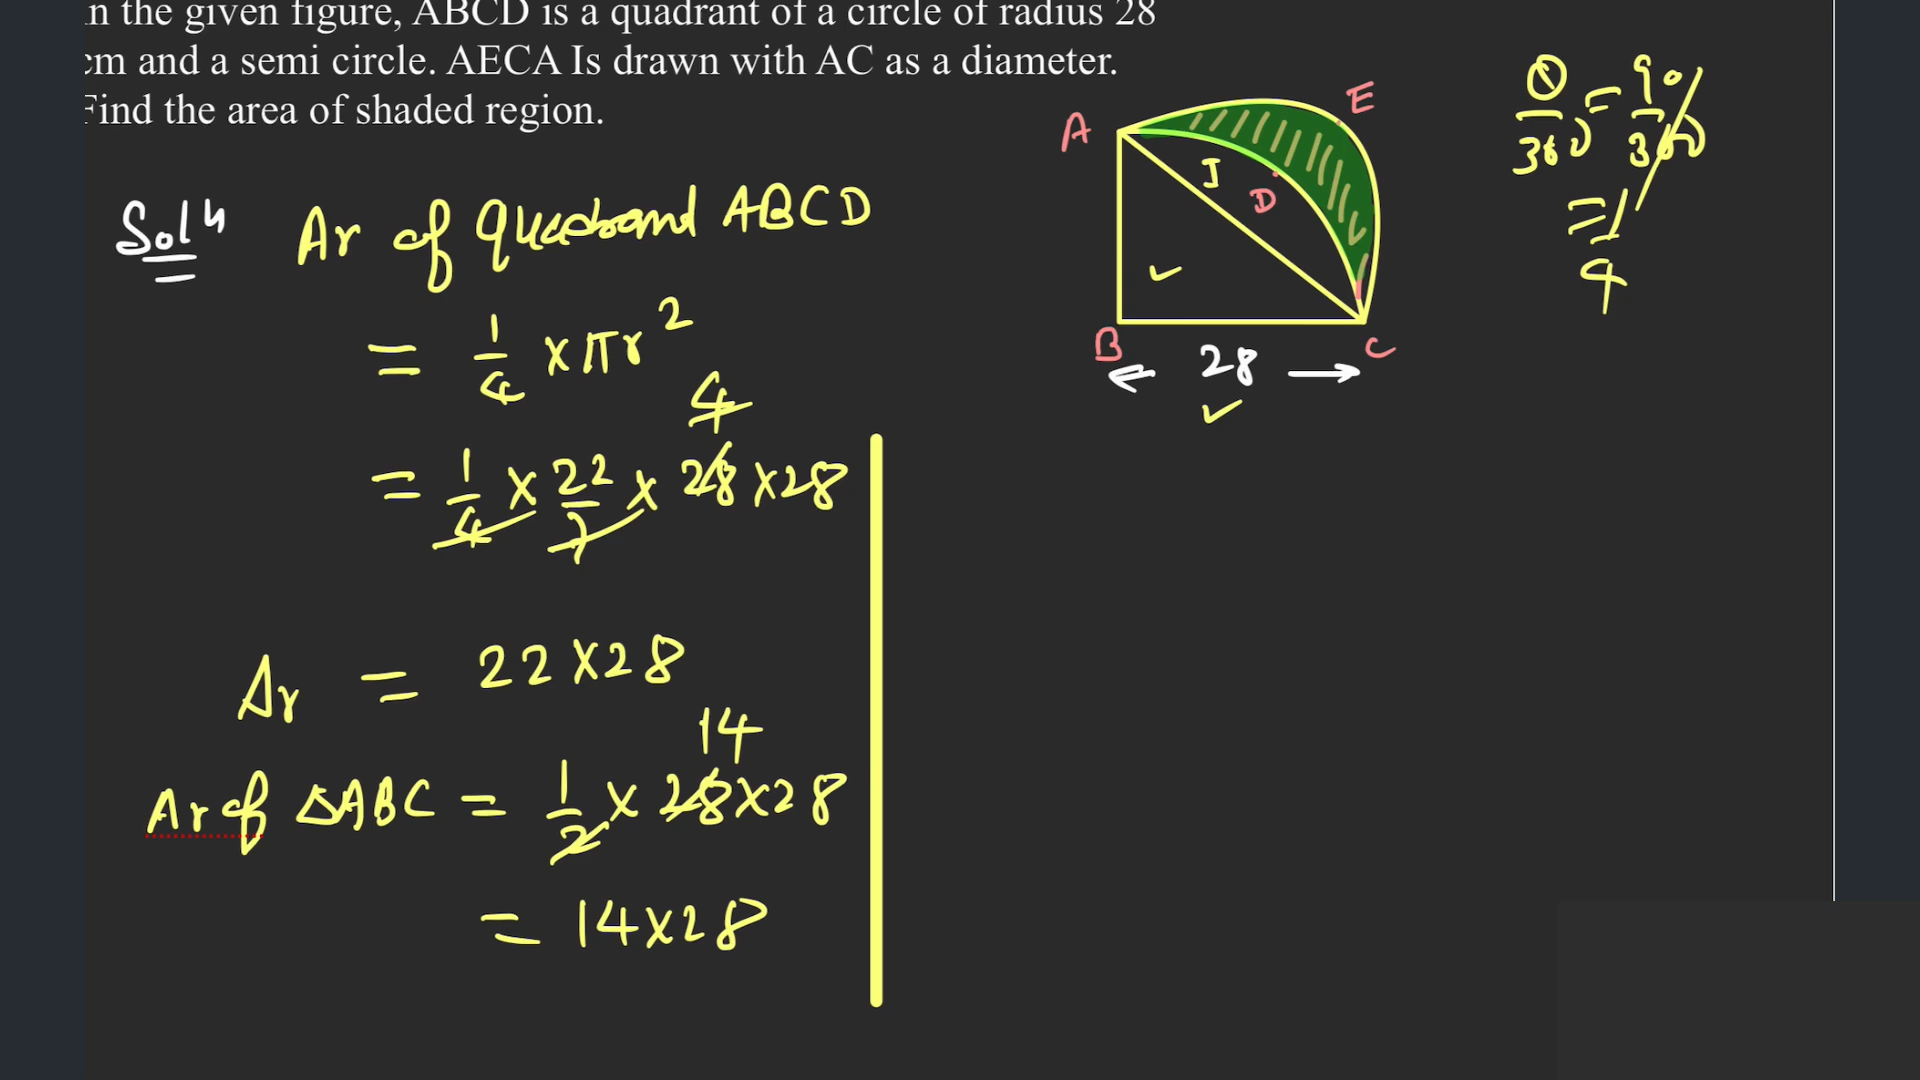 in the given figure, ABCD is a quadrant of a circle of radius 28
cm and a semi circle. AECA Is drawn with AC as a diameter.
Find the area of shaded region.
Solⁿ Ar of Quadrand ABCD
= 1/4 × πr²
4
= 1/4 × 22/7 × 28 × 28
Ar = 22 × 28
14
Ar of ΔABC = 1/2 × 28 × 28
= 14 × 28
A
E
I
D
B
C
← 28 →
θ/360 = 90/360
= 1/4